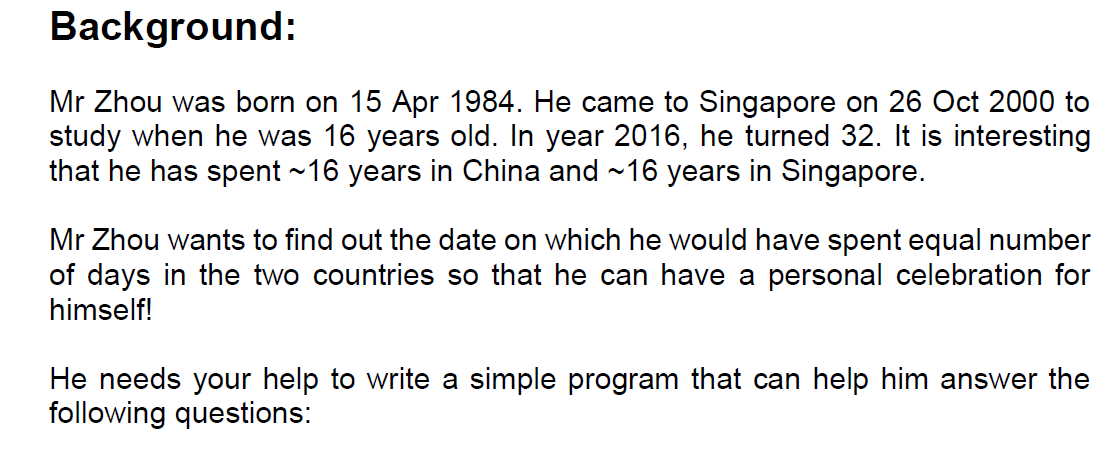 Background:
Mr Zhou was born on 15 Apr 1984. He came to Singapore on 26 Oct 2000 to
study when he was 16 years old. In year 2016, he turned 32. It is interesting
that he has spent ~16 years in China and ~16 years in Singapore.
Mr Zhou wants to find out the date on which he would have spent equal number
of days in the two countries so that he can have a personal celebration for
himself!
He needs your help to write a simple program that can help him answer the
following questions: